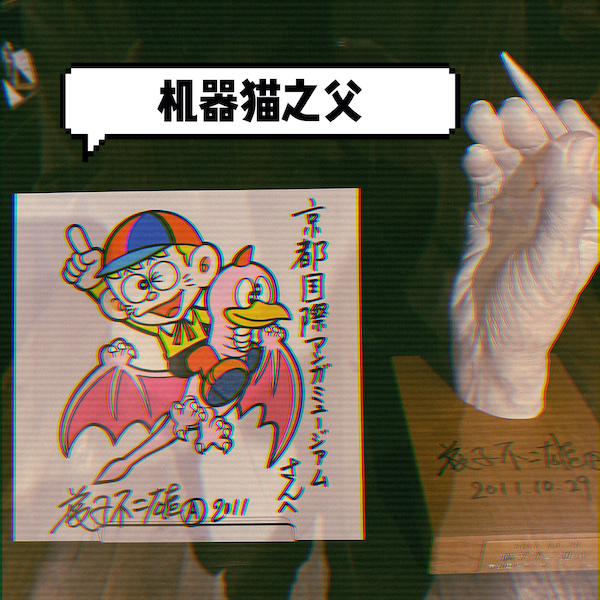 机器猫之父
京都国際マンガミュージアム
さんへ
藤子不二雄Ⓐ 2011
藤子不二雄Ⓐ
2011.10.29